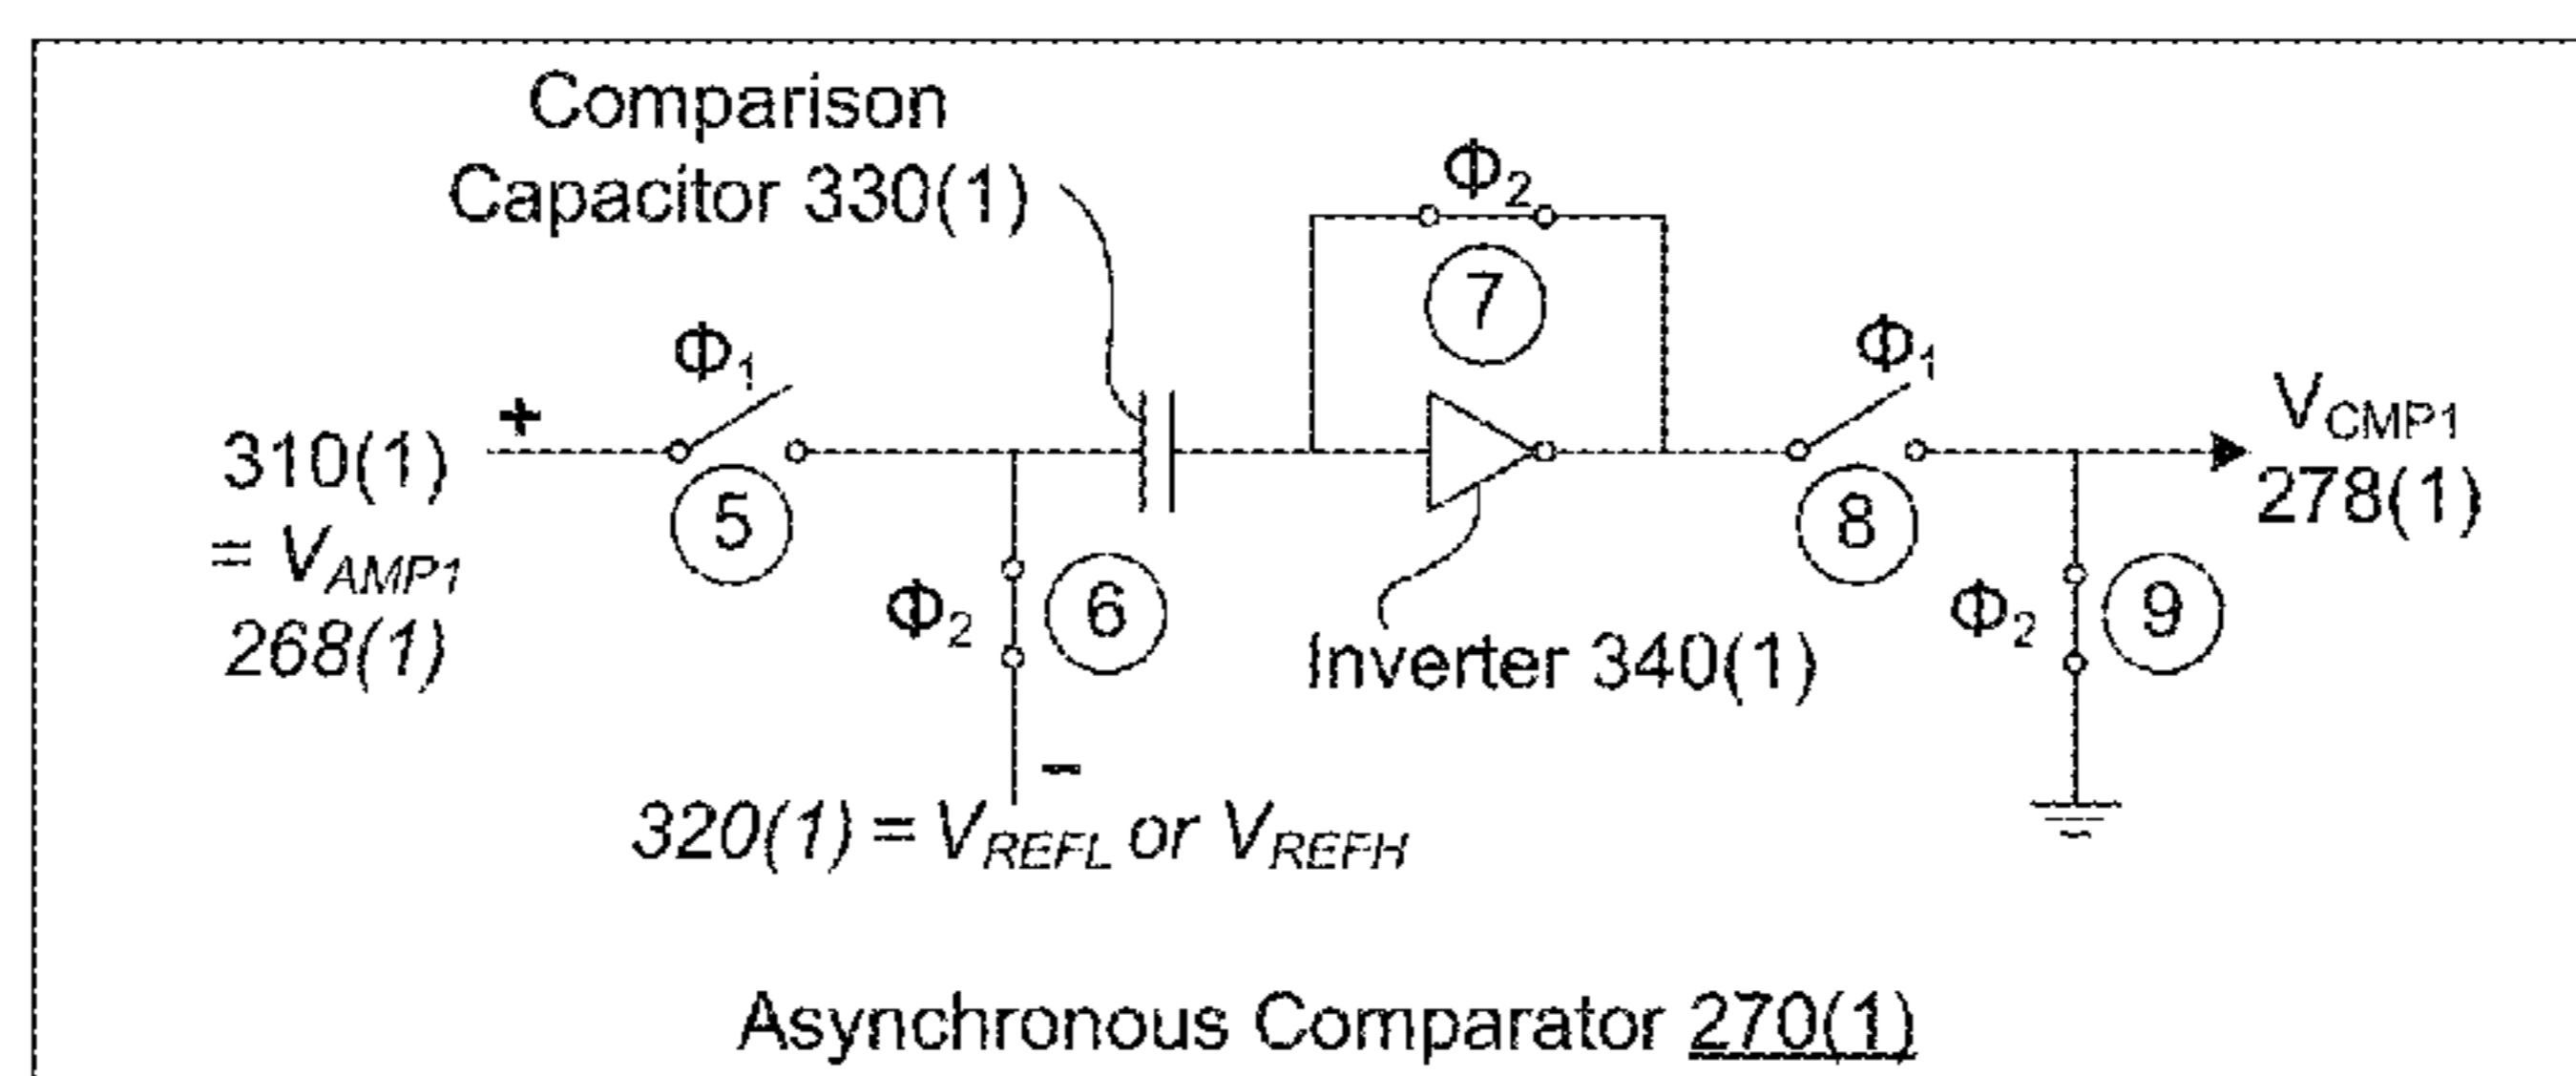 Comparison
Capacitor 330(1)
Φ2
7
Φ1
Φ1
+
310(1)
= VAMP1
268(1)
5
8
VCMP1
278(1)
Φ2
6
Inverter 340(1)
Φ2
9
–
320(1) = VREFL or VREFH
Asynchronous Comparator 270(1)